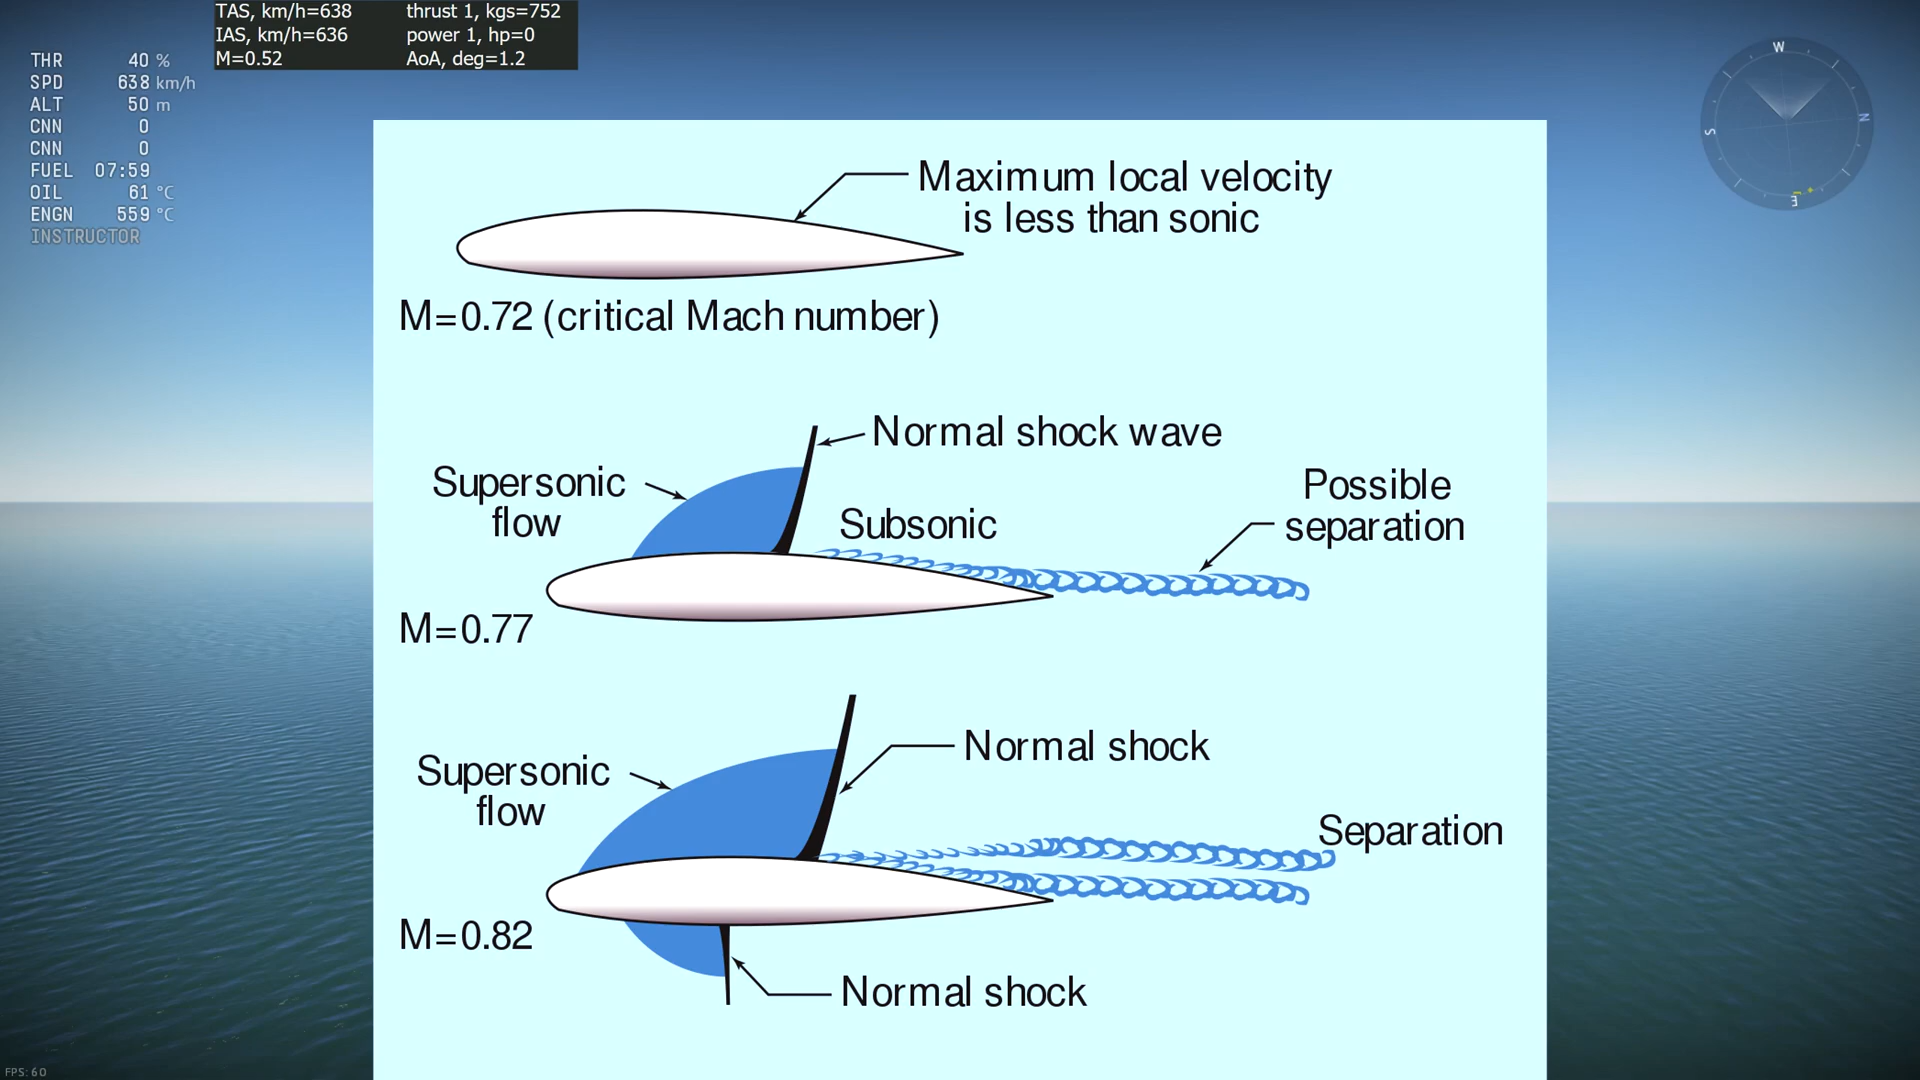 TAS, km/h=638 thrust 1, kgs=752
IAS, km/h=636 power 1, hp=0
M=0.52 AoA, deg=1.2
THR 40 %
SPD 638 km/h
ALT 50 m
CNN 0
CNN 0
FUEL 07:59
OIL 61 °C
ENGN 559 °C
INSTRUCTOR
W
N
S
E
Maximum local velocity
is less than sonic
M=0.72 (critical Mach number)
Normal shock wave
Supersonic
flow
Subsonic
Possible
separation
M=0.77
Normal shock
Supersonic
flow
Separation
M=0.82
Normal shock
FPS: 60